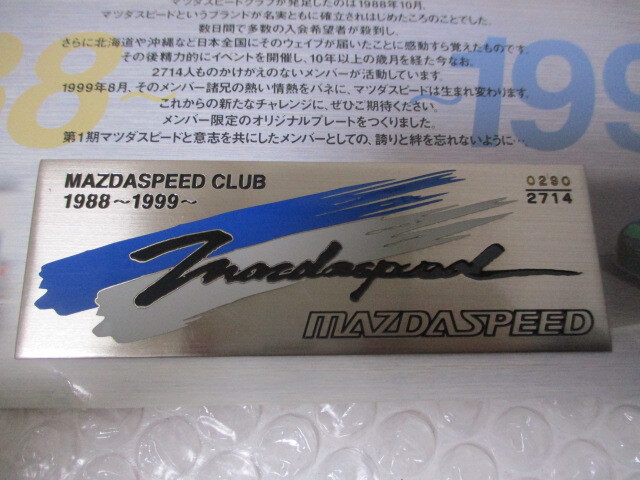 マツダスピードクラブが発足したのは1988年10月。
マツダスピードというブランドが名実ともに確立されはじめたころのことでした。
数日間で多数の入会希望者が殺到し、
さらに北海道や沖縄など日本全国にそのウェイブが届いたことに感動すら覚えたものです。
その後精力的にイベントを開催し、10年以上の歳月を経た今なお、
2714人ものかけがえのないメンバーが活動しています。
1999年8月、そのメンバー諸兄の熱い情熱をバネに、マツダスピードは生まれ変わります。
これからの新たなチャレンジに、ぜひご期待ください。
メンバー限定のオリジナルプレートをつくりました。
第1期マツダスピードと意志を共にしたメンバーとしての、誇りと絆を忘れないように…。
88～
～199
MAZDASPEED CLUB
1988～1999～
0290
2714
Mazdaspeed
MAZDASPEED